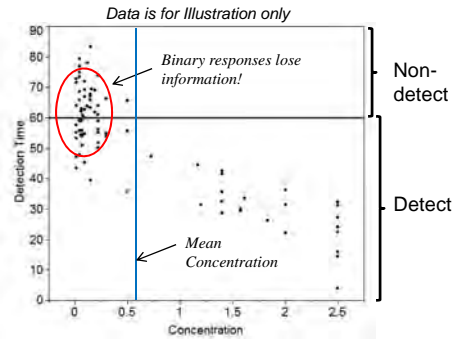 Data is for Illustration only
90
80
70
60
50
40
30
20
10
0
Detection Time
Binary responses lose
information!
Mean
Concentration
0
0.5
1
1.5
2
2.5
Concentration
Non-
detect
Detect